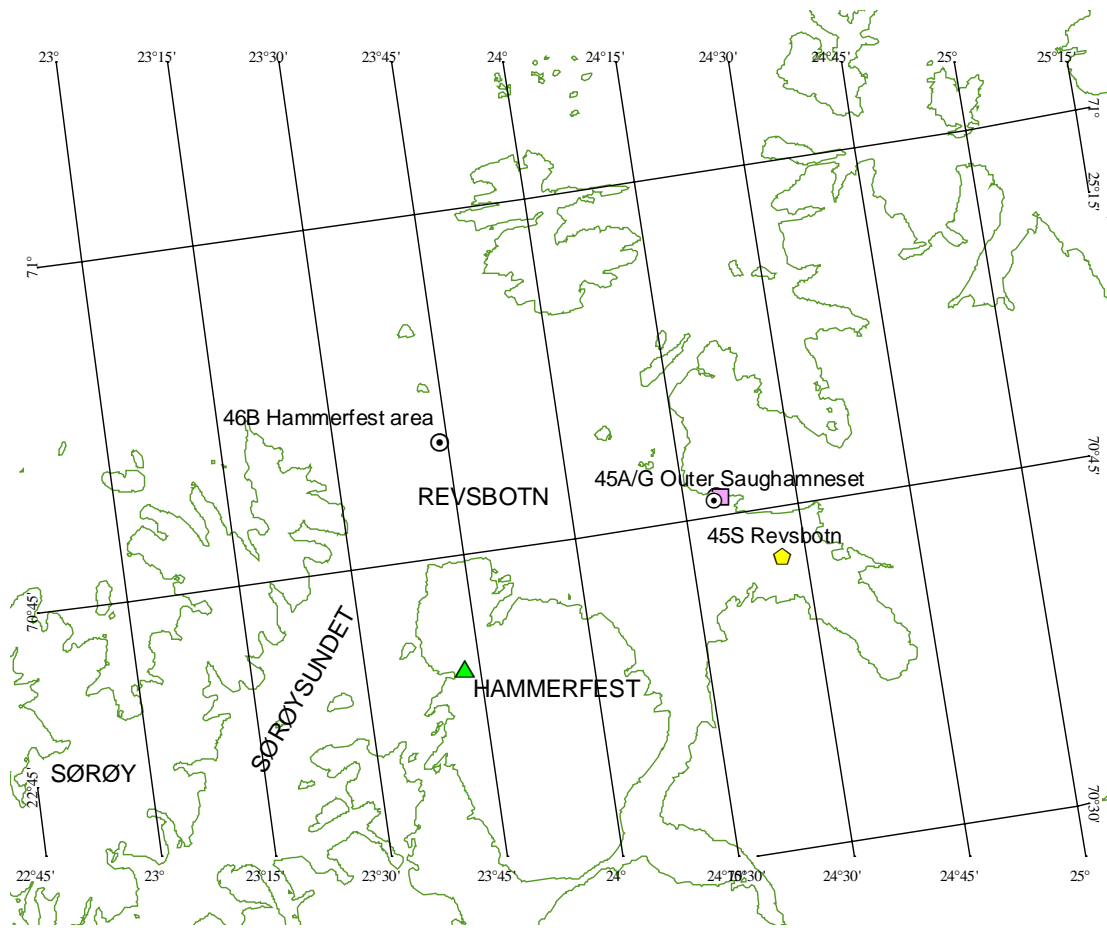 23° 23°15' 23°30' 23°45' 24° 24°15' 24°30' 24°45' 25° 25°15'
71°
25°15'
71°
46B Hammerfest area
70°45'
45A/G Outer Saughamneset
REVSBOTN
45S Revsbotn
70°45'
SØRØYSUNDET
HAMMERFEST
SØRØY
22°45'
70°30'
22°45' 23° 23°15' 23°30' 23°45' 24° 24°15' 70°30' 24°30' 24°45' 25°